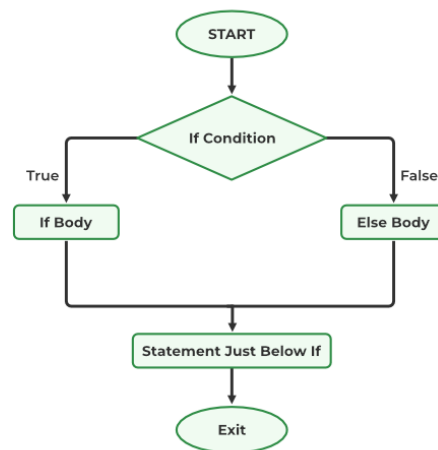 START
If Condition
True
False
If Body
Else Body
Statement Just Below If
Exit